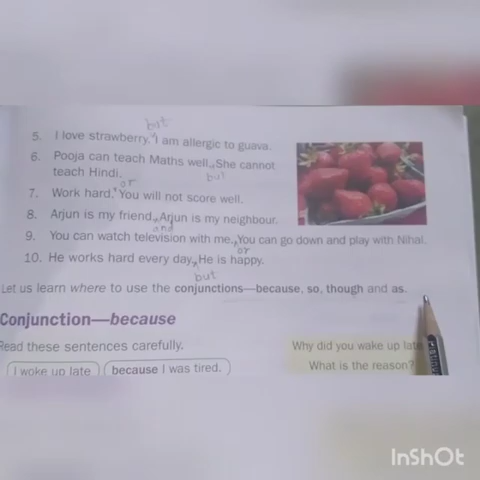 but
5. I love strawberry. I am allergic to guava.
6. Pooja can teach Maths well. She cannot
teach Hindi. but
or
7. Work hard. You will not score well.
8. Arjun is my friend. Arjun is my neighbour.
and
9. You can watch television with me. You can go down and play with Nihal.
or
10. He works hard every day. He is happy.
but
Let us learn where to use the conjunctions—because, so, though and as.
Conjunction—because
Read these sentences carefully.
Why did you wake up late
I woke up late because I was tired.
What is the reason?
InShOt